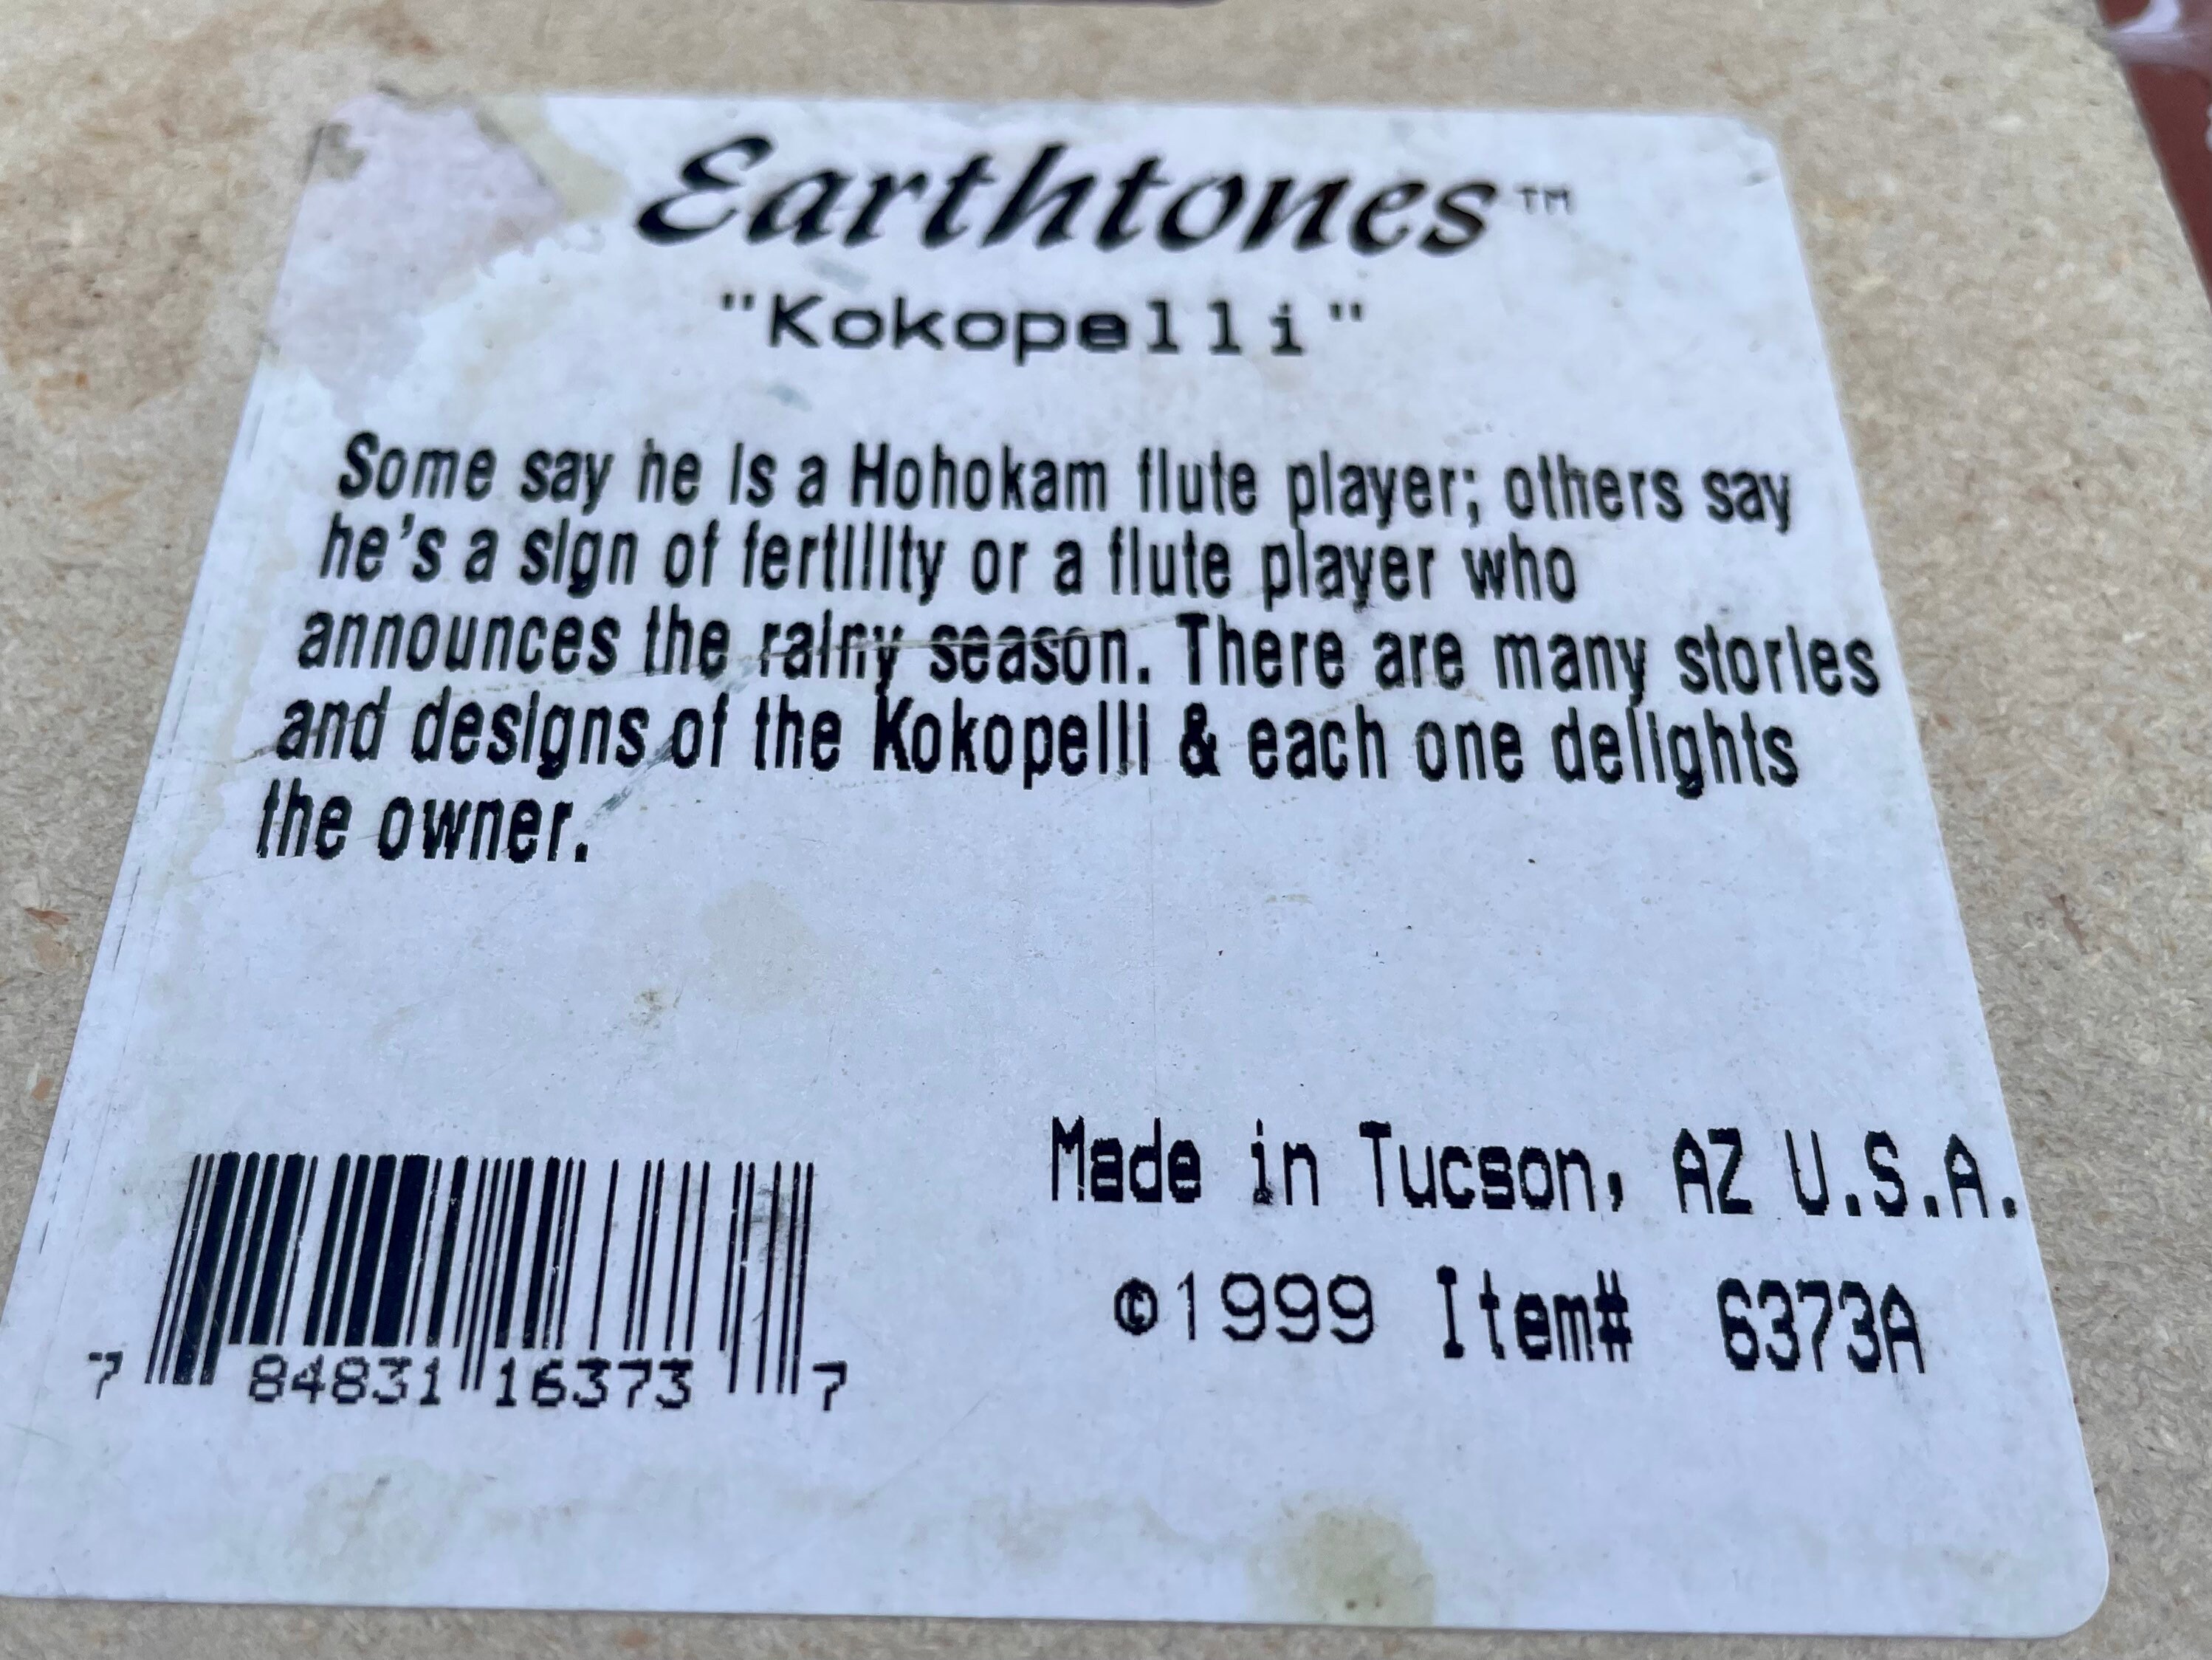 Earthtones™
"Kokopelli"
Some say he is a Hohokam flute player; others say
he's a sign of fertility or a flute player who
announces the rainy season. There are many stories
and designs of the Kokopelli & each one delights
the owner.
Made in Tucson, AZ U.S.A.
©1999 Item# 6373A
7 84831 16373 7